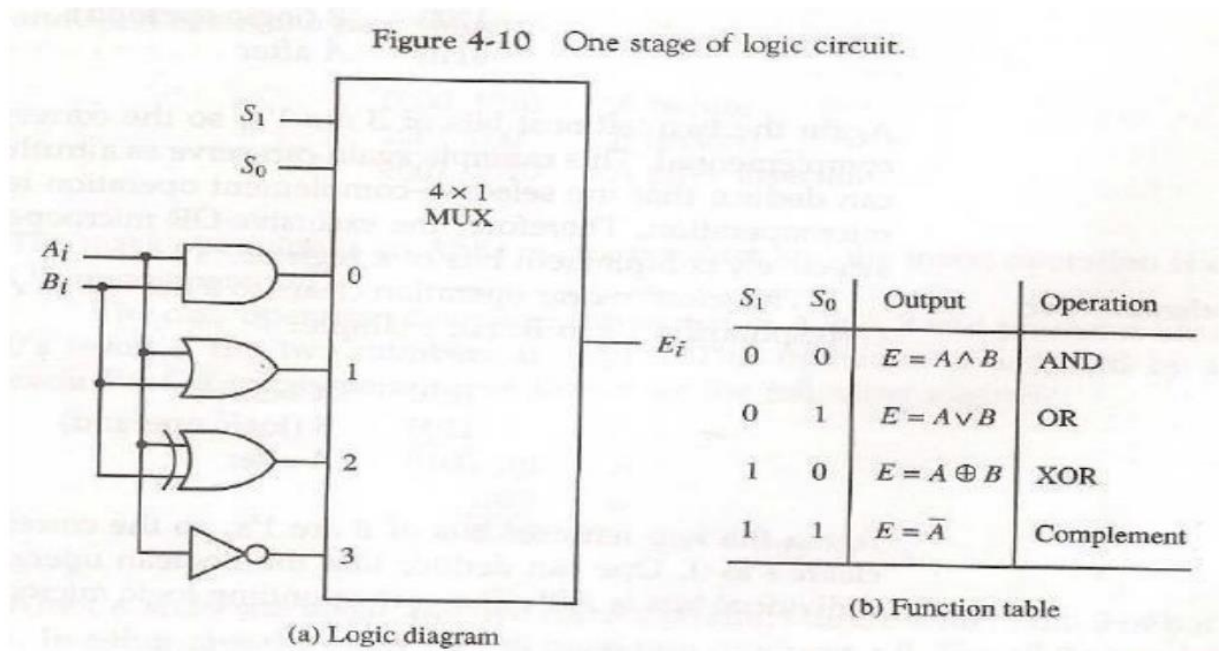 Figure 4-10 One stage of logic circuit.
S₁
S₀
4 × 1
MUX
Aᵢ
Bᵢ
0
1
2
3
Eᵢ
(a) Logic diagram
S₁ S₀ Output Operation
0 0 E = A ∧ B AND
0 1 E = A ∨ B OR
1 0 E = A ⊕ B XOR
1 1 E = A̅ Complement
(b) Function table